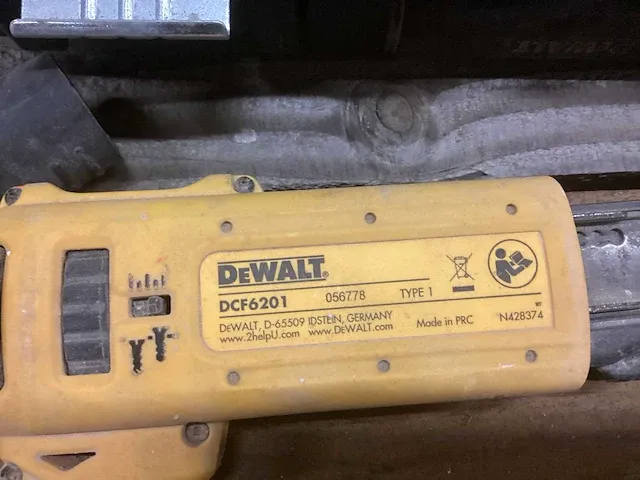 DEWALT
DCF6201 056778 TYPE 1
DEWALT, D-65509 IDSTEIN, GERMANY
www.2helpU.com www.DEWALT.com Made in PRC N428374